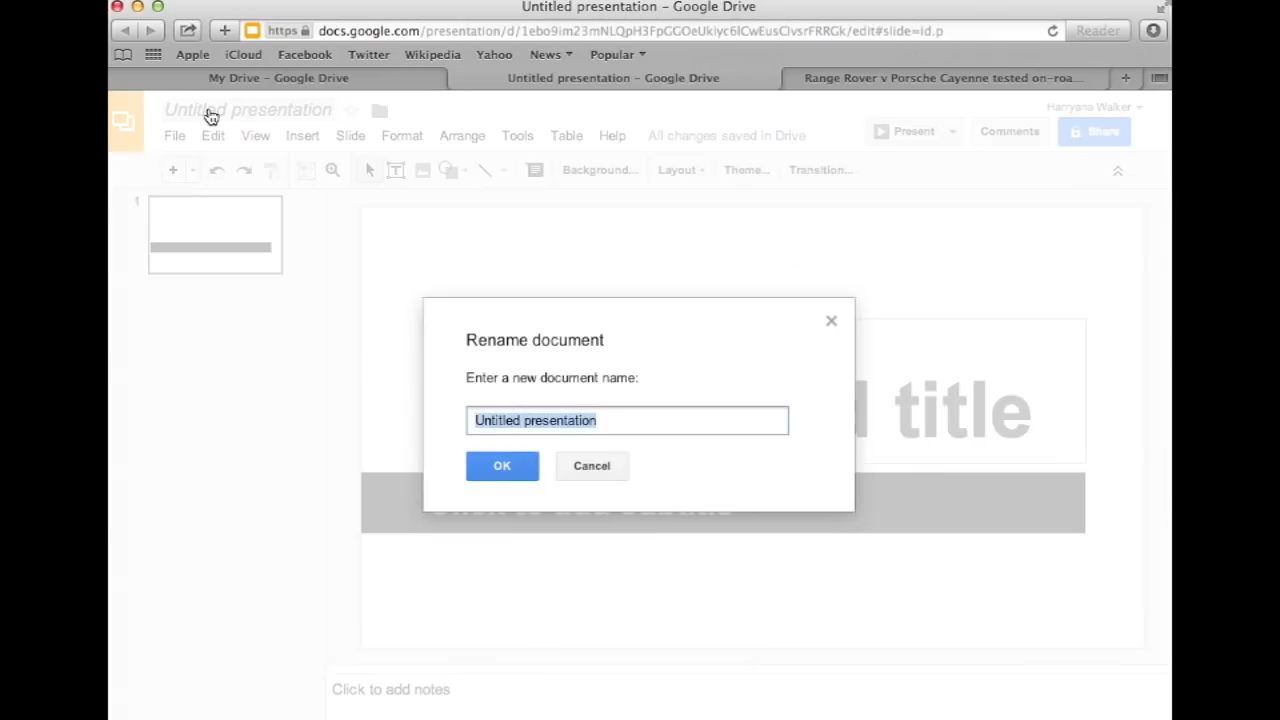 Untitled presentation – Google Drive
https docs.google.com/presentation/d/1ebo9im23mNLQpH3FpGGOeUkiyc6lCwEusCIvsrFRRGk/edit#slide=id.p Reader
Apple iCloud Facebook Twitter Wikipedia Yahoo News Popular
My Drive – Google Drive Untitled presentation – Google Drive Range Rover v Porsche Cayenne tested on-roa...
Untitled presentation Harryana Walker
File Edit View Insert Slide Format Arrange Tools Table Help All changes saved in Drive Present Comments Share
Background... Layout Theme... Transition...
1
Rename document
Enter a new document name:
title
Untitled presentation
OK Cancel
Click to add notes